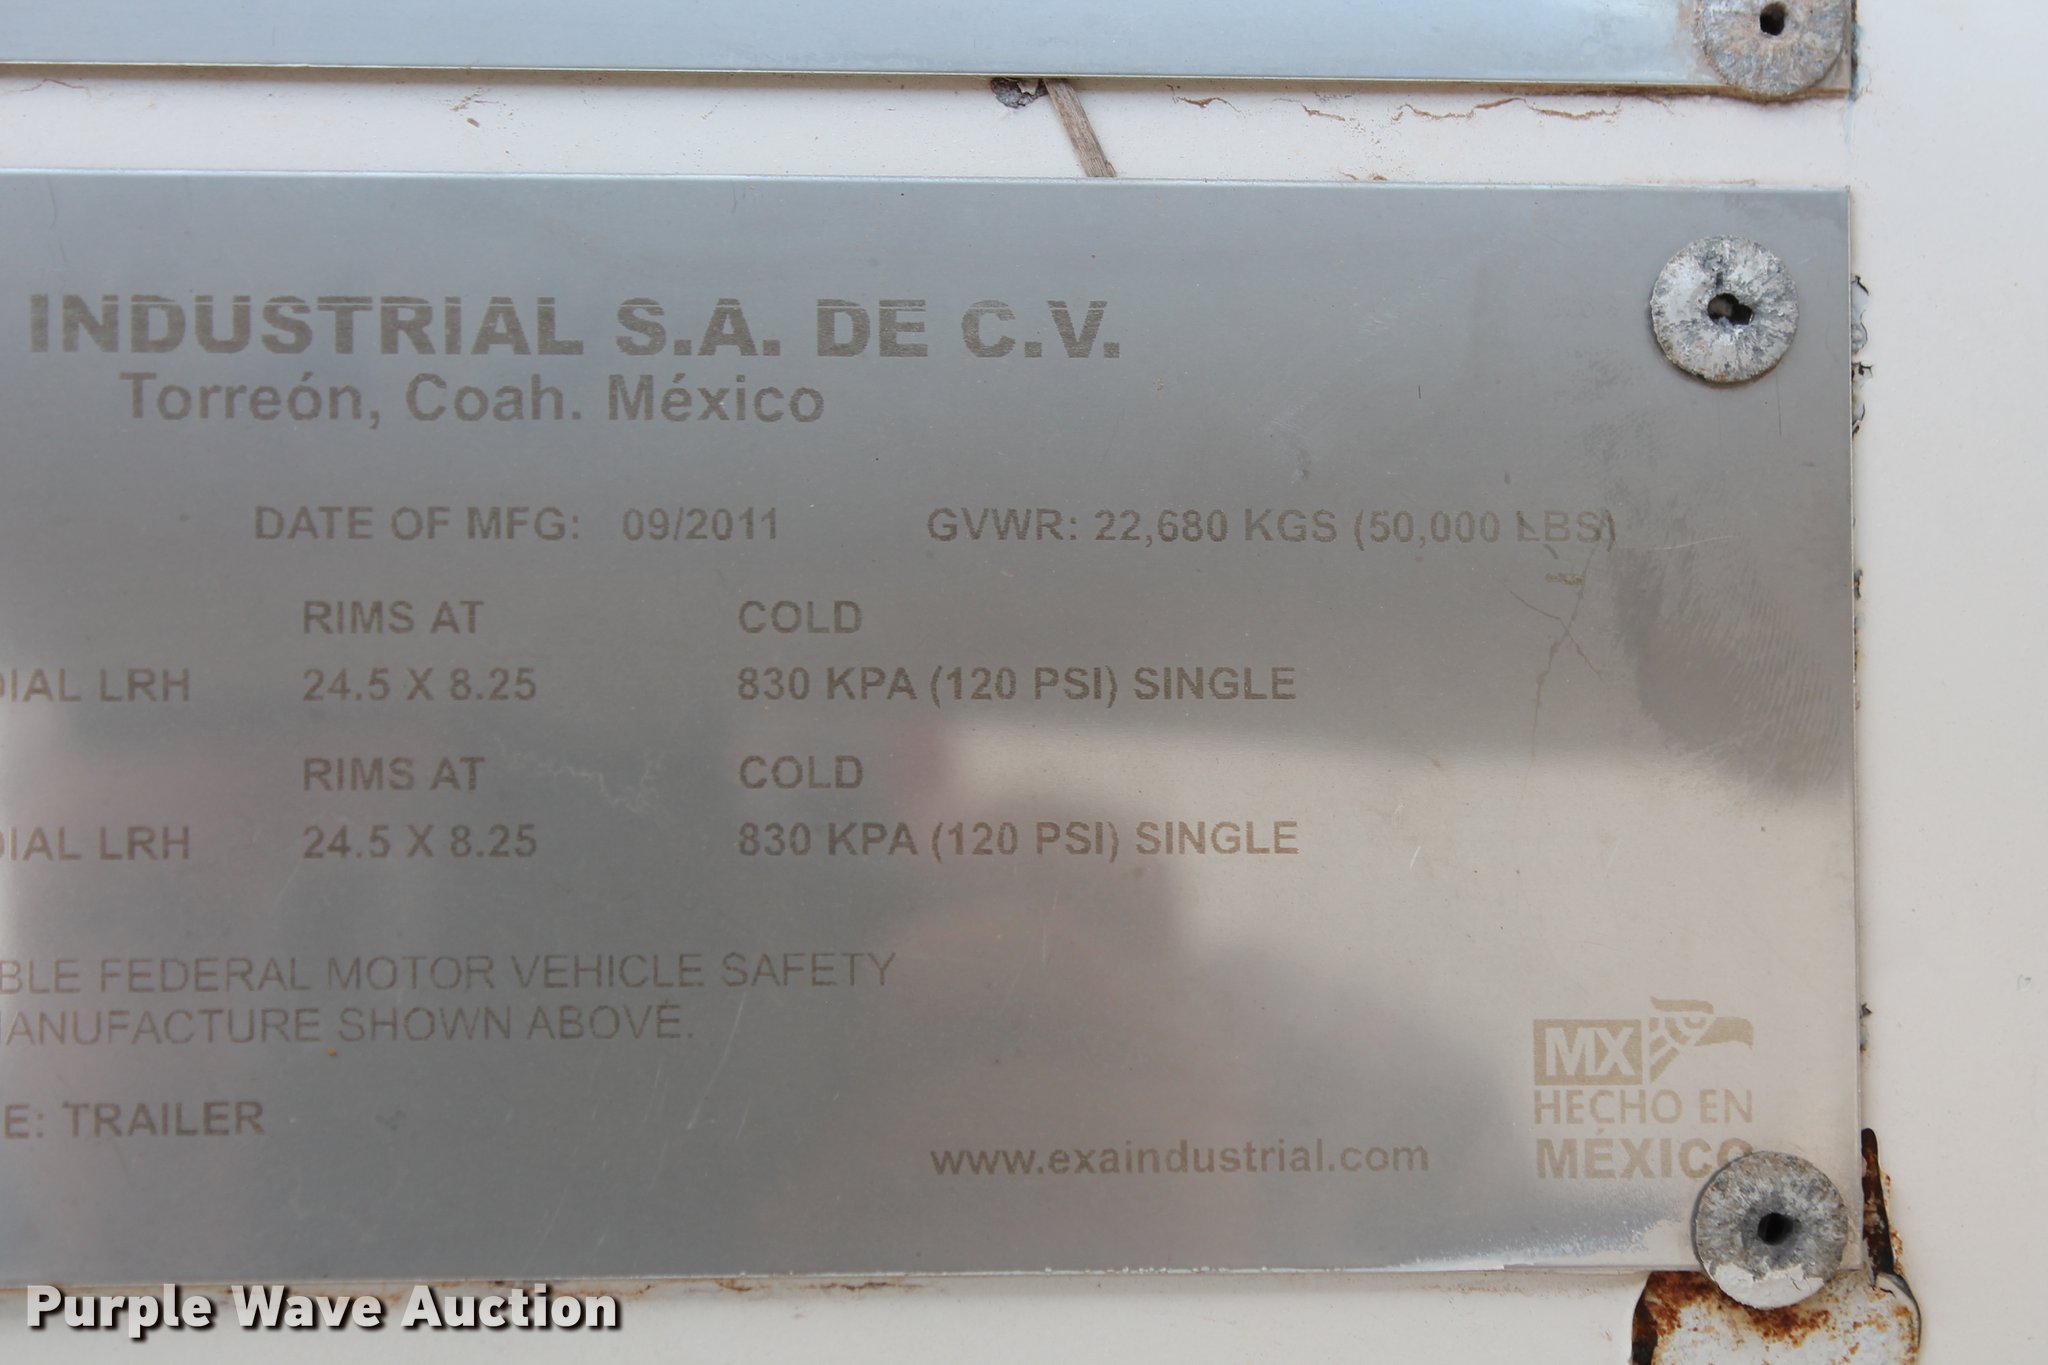 INDUSTRIAL S.A. DE C.V.
Torreón, Coah. México
DATE OF MFG: 09/2011 GVWR: 22,680 KGS (50,000 LBS)
RIMS AT COLD
DIAL LRH 24.5 X 8.25 830 KPA (120 PSI) SINGLE
RIMS AT COLD
DIAL LRH 24.5 X 8.25 830 KPA (120 PSI) SINGLE
BLE FEDERAL MOTOR VEHICLE SAFETY
MANUFACTURE SHOWN ABOVE.
E: TRAILER
www.exaindustrial.com
MX
HECHO EN
MÉXICO
Purple Wave Auction